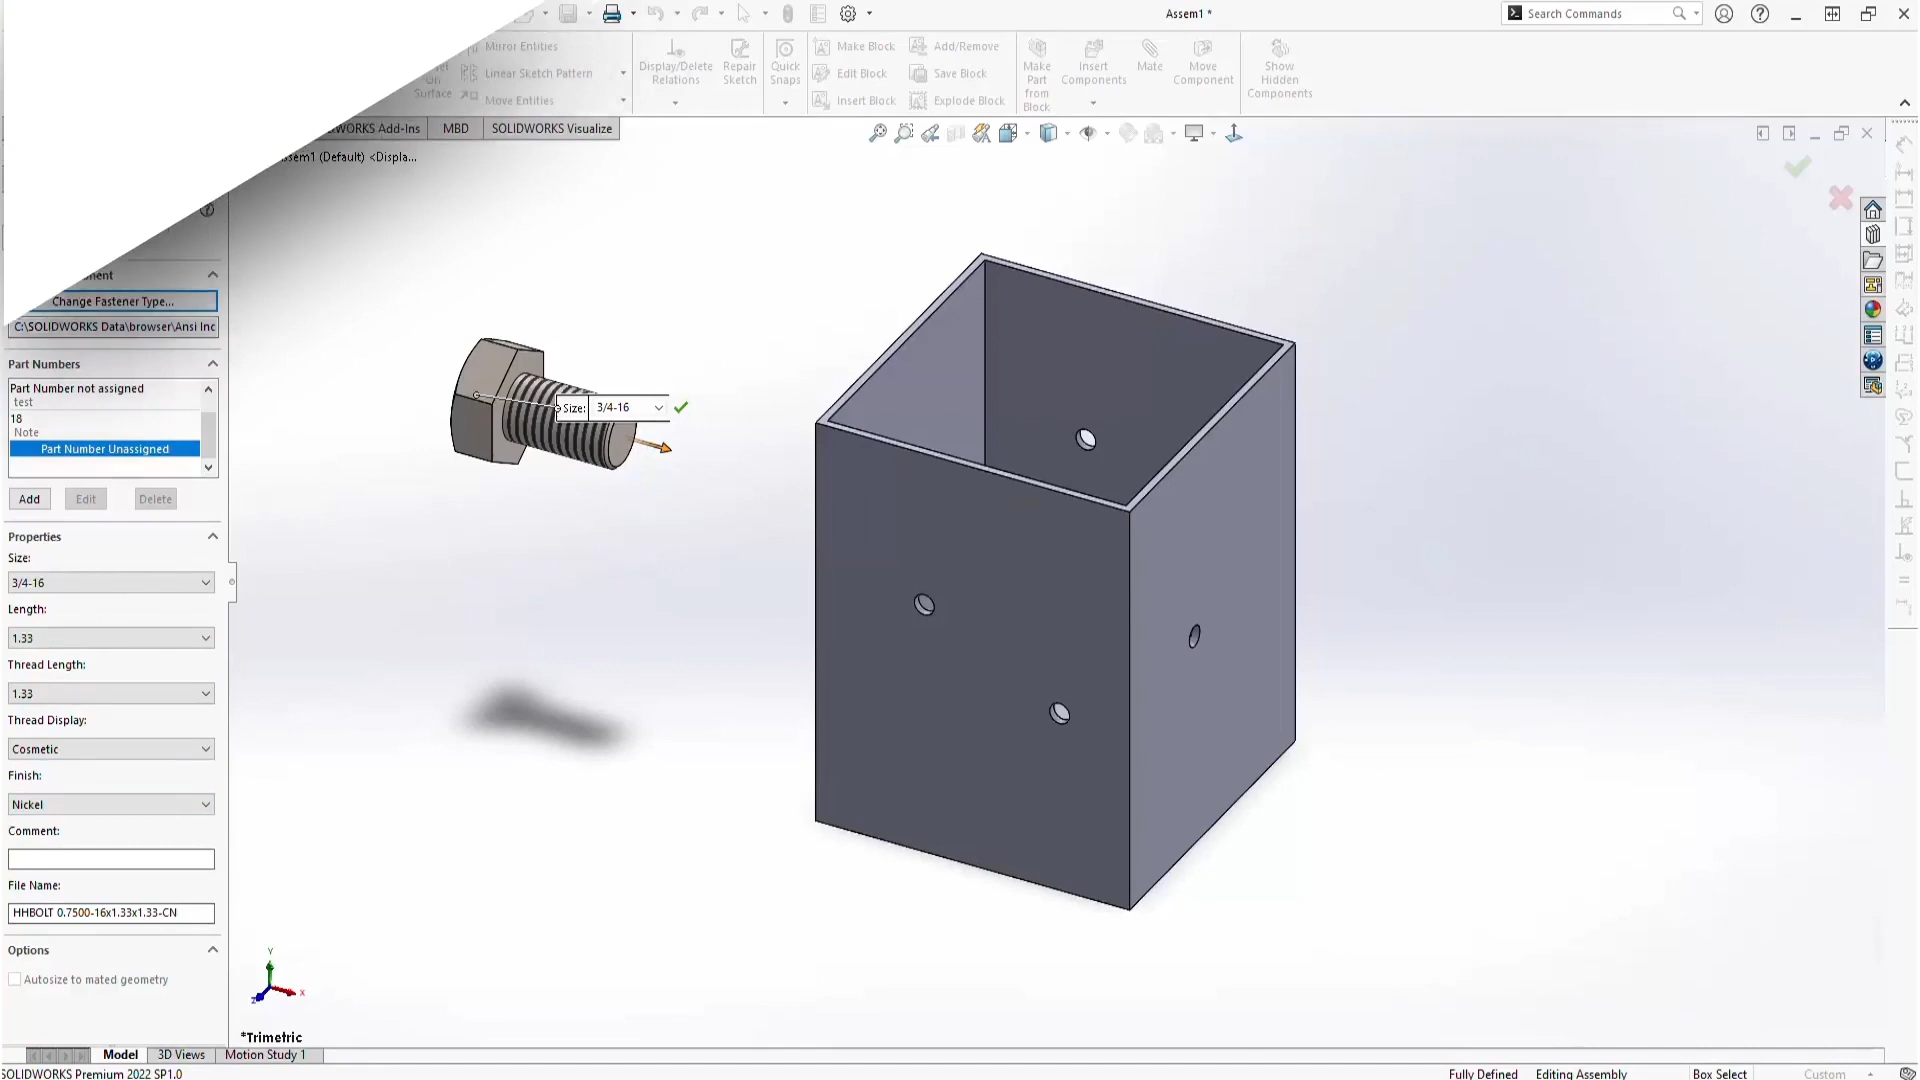 Assem1 *
Search Commands
Mirror Entities
Linear Sketch Pattern
Move Entities
On
Surface
Display/Delete
Relations
Repair
Sketch
Quick
Snaps
Make Block
Edit Block
Insert Block
Add/Remove
Save Block
Explode Block
Make
Part
from
Block
Insert
Components
Mate
Move
Component
Show
Hidden
Components
WORKS Add-Ins
MBD
SOLIDWORKS Visualize
ssem1 (Default) <Displa...
nent
Change Fastener Type...
C:\SOLIDWORKS Data\browser\Ansi Inc
Part Numbers
Part Number not assigned
test
18
Note
Part Number Unassigned
Add
Edit
Delete
Properties
Size:
3/4-16
Length:
1.33
Thread Length:
1.33
Thread Display:
Cosmetic
Finish:
Nickel
Comment:
File Name:
HHBOLT 0.7500-16x1.33x1.33-CN
Options
Autosize to mated geometry
Size:
3/4-16
Y
X
Z
*Trimetric
Model
3D Views
Motion Study 1
SOLIDWORKS Premium 2022 SP1.0
Fully Defined
Editing Assembly
Box Select
Custom